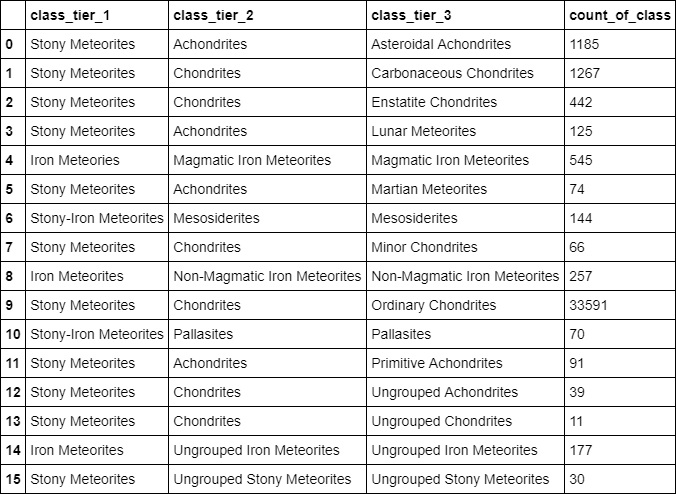 class_tier_1 class_tier_2 class_tier_3 count_of_class
0 Stony Meteorites Achondrites Asteroidal Achondrites 1185
1 Stony Meteorites Chondrites Carbonaceous Chondrites 1267
2 Stony Meteorites Chondrites Enstatite Chondrites 442
3 Stony Meteorites Achondrites Lunar Meteorites 125
4 Iron Meteories Magmatic Iron Meteorites Magmatic Iron Meteorites 545
5 Stony Meteorites Achondrites Martian Meteorites 74
6 Stony-Iron Meteorites Mesosiderites Mesosiderites 144
7 Stony Meteorites Chondrites Minor Chondrites 66
8 Iron Meteorites Non-Magmatic Iron Meteorites Non-Magmatic Iron Meteorites 257
9 Stony Meteorites Chondrites Ordinary Chondrites 33591
10 Stony-Iron Meteorites Pallasites Pallasites 70
11 Stony Meteorites Achondrites Primitive Achondrites 91
12 Stony Meteorites Chondrites Ungrouped Achondrites 39
13 Stony Meteorites Chondrites Ungrouped Chondrites 11
14 Iron Meteorites Ungrouped Iron Meteorites Ungrouped Iron Meteorites 177
15 Stony Meteorites Ungrouped Stony Meteorites Ungrouped Stony Meteorites 30